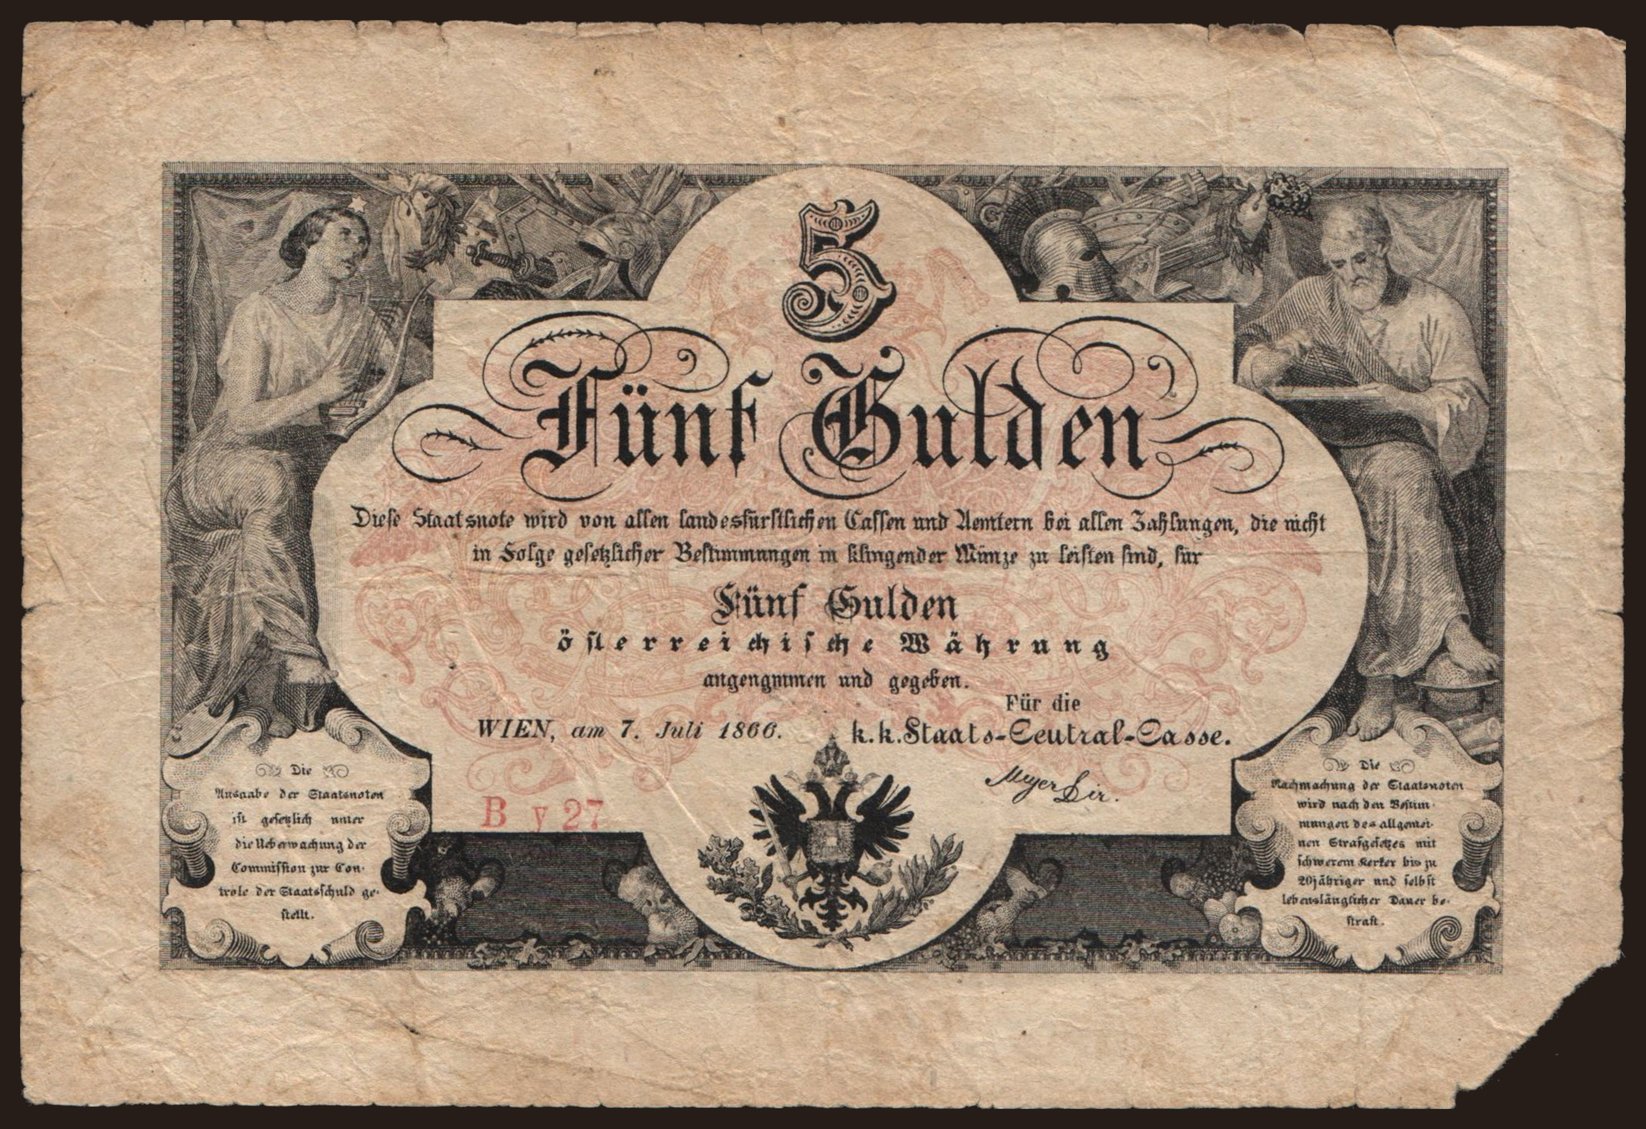 5
Fünf Gulden
Diese Staatsnote wird von allen landesfürstlichen Cassen und Aemtern bei allen Zahlungen, die nicht
in Folge gesetzlicher Bestimmungen in klingender Münze zu leisten sind, für
Fünf Gulden
österreichische Währung
angenommen und gegeben.
WIEN, am 7. Juli 1866.
Für die
k.k. Staats-Central-Casse.
B y 27
Die
Ausgabe der Staatsnoten
ist gesetzlich unter
die Ueberwachung der
Commission zur Con-
trole der Staatsschuld ge-
stellt.
Die
Nachmachung der Staatsnoten
wird nach den Bestim-
mungen des allgemei-
nen Strafgesetzes mit
schwerem Kerker bis zu
20jähriger und selbst
lebenslänglicher Dauer be-
straft.